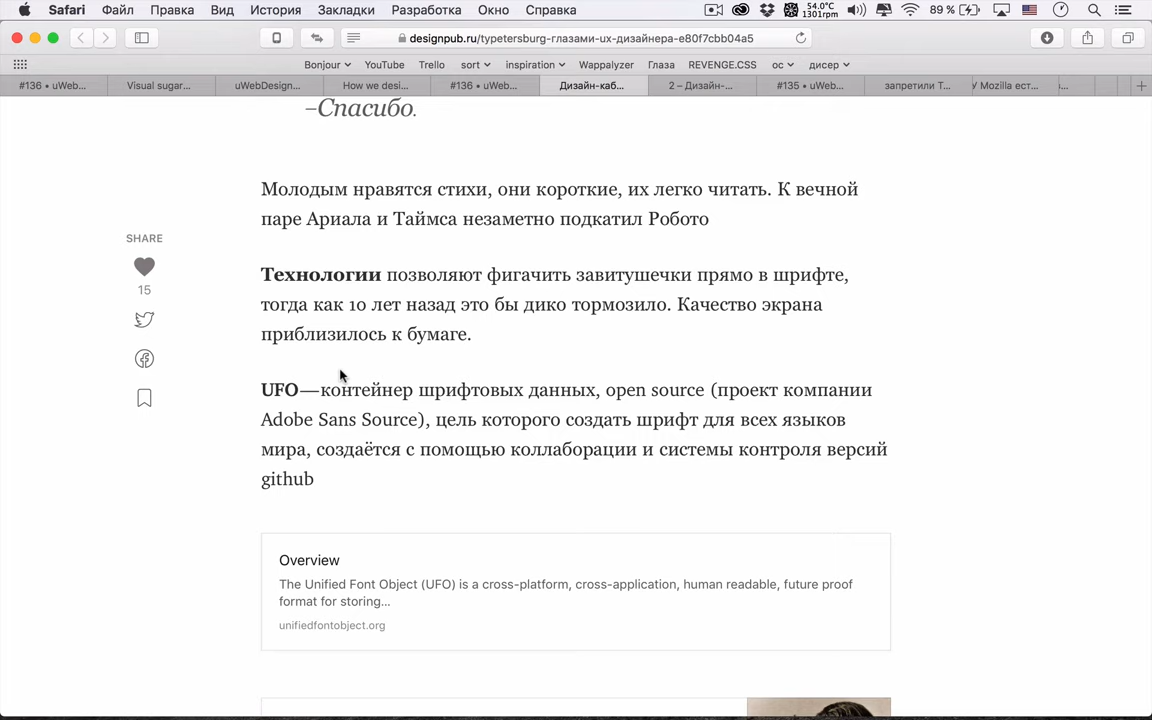 Safari Файл Правка Вид История Закладки Разработка Окно Справка 54.0°C 1301rpm 89 %
designpub.ru/typetersburg-глазами-ux-дизайнера-e80f7cbb04a5
Bonjour YouTube Trello sort inspiration Wappalyzer Глаза REVENGE.CSS ос дисер
#136 • uWeb... Visual sugar... uWebDesign... How we desi... #136 • uWeb... Дизайн-каб... 2 – Дизайн-... #135 • uWeb... запретили Т... У Mozilla ест...
–Спасибо.
Молодым нравятся стихи, они короткие, их легко читать. К вечной
паре Ариала и Таймса незаметно подкатил Робото
SHARE
15
Технологии позволяют фигачить завитушечки прямо в шрифте,
тогда как 10 лет назад это бы дико тормозило. Качество экрана
приблизилось к бумаге.
UFO—контейнер шрифтовых данных, open source (проект компании
Adobe Sans Source), цель которого создать шрифт для всех языков
мира, создаётся с помощью коллаборации и системы контроля версий
github
Overview
The Unified Font Object (UFO) is a cross-platform, cross-application, human readable, future proof
format for storing...
unifiedfontobject.org